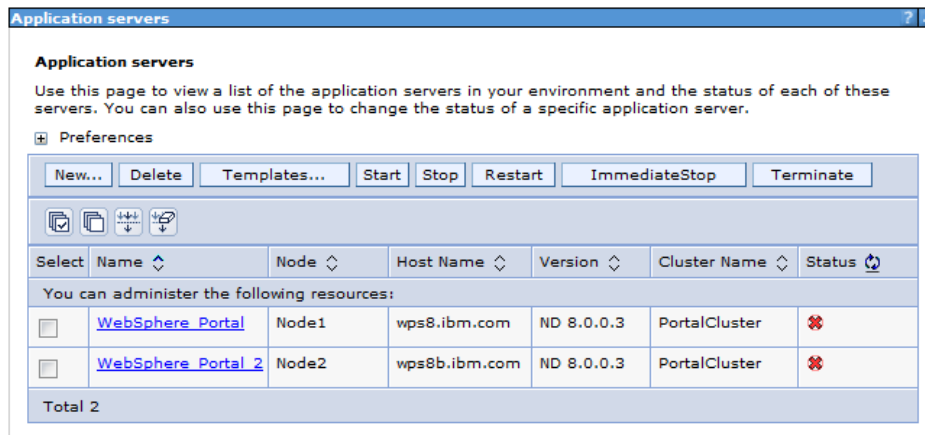 Application servers ?
Application servers
Use this page to view a list of the application servers in your environment and the status of each of these
servers. You can also use this page to change the status of a specific application server.
Preferences
New... Delete Templates... Start Stop Restart ImmediateStop Terminate
Select Name Node Host Name Version Cluster Name Status
You can administer the following resources:
WebSphere_Portal Node1 wps8.ibm.com ND 8.0.0.3 PortalCluster
WebSphere_Portal_2 Node2 wps8b.ibm.com ND 8.0.0.3 PortalCluster
Total 2